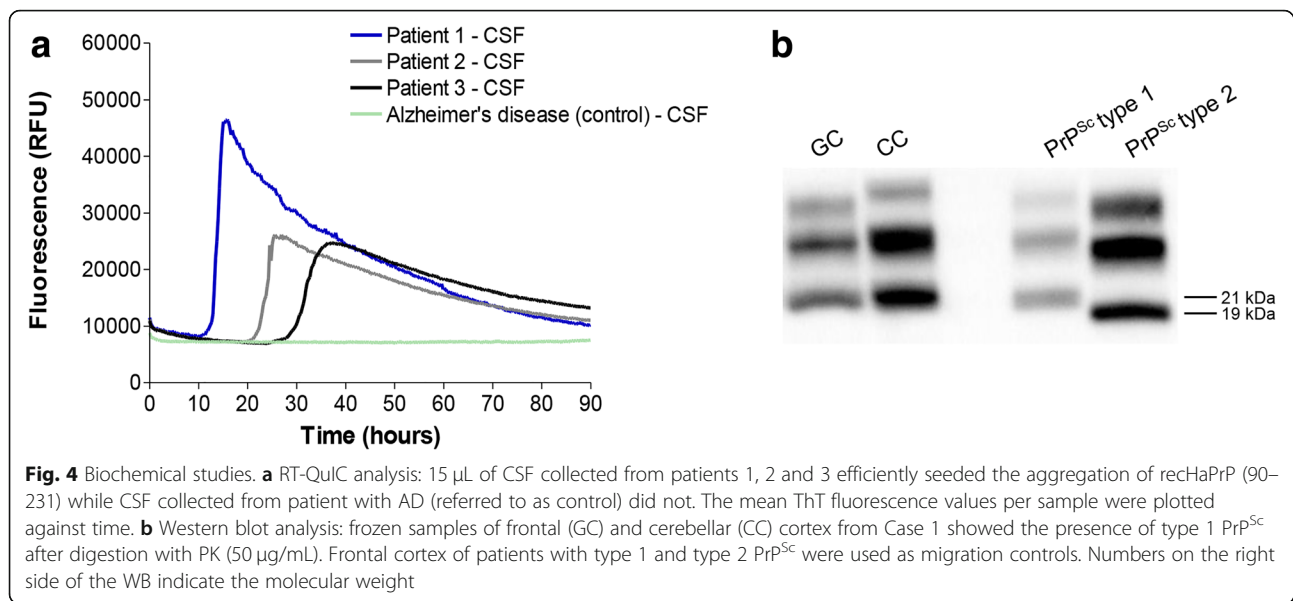 a
60000
50000
40000
30000
20000
10000
0
Fluorescence (RFU)
0 10 20 30 40 50 60 70 80 90
Time (hours)
Patient 1 - CSF
Patient 2 - CSF
Patient 3 - CSF
Alzheimer's disease (control) - CSF
b
GC
CC
PrPSc type 1
PrPSc type 2
21 kDa
19 kDa
Fig. 4 Biochemical studies. a RT-QuIC analysis: 15 μL of CSF collected from patients 1, 2 and 3 efficiently seeded the aggregation of recHaPrP (90–
231) while CSF collected from patient with AD (referred to as control) did not. The mean ThT fluorescence values per sample were plotted
against time. b Western blot analysis: frozen samples of frontal (GC) and cerebellar (CC) cortex from Case 1 showed the presence of type 1 PrPSc
after digestion with PK (50 μg/mL). Frontal cortex of patients with type 1 and type 2 PrPSc were used as migration controls. Numbers on the right
side of the WB indicate the molecular weight